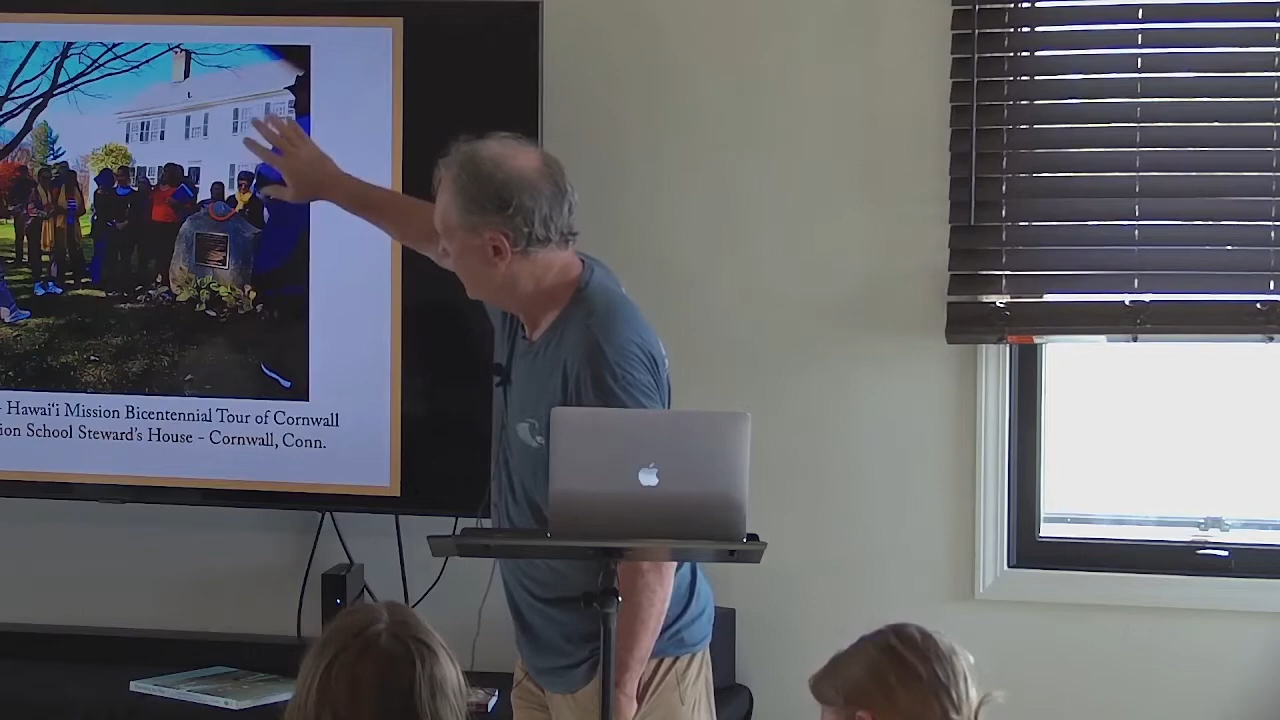 - Hawai‘i Mission Bicentennial Tour of Cornwall
ion School Steward's House - Cornwall, Conn.